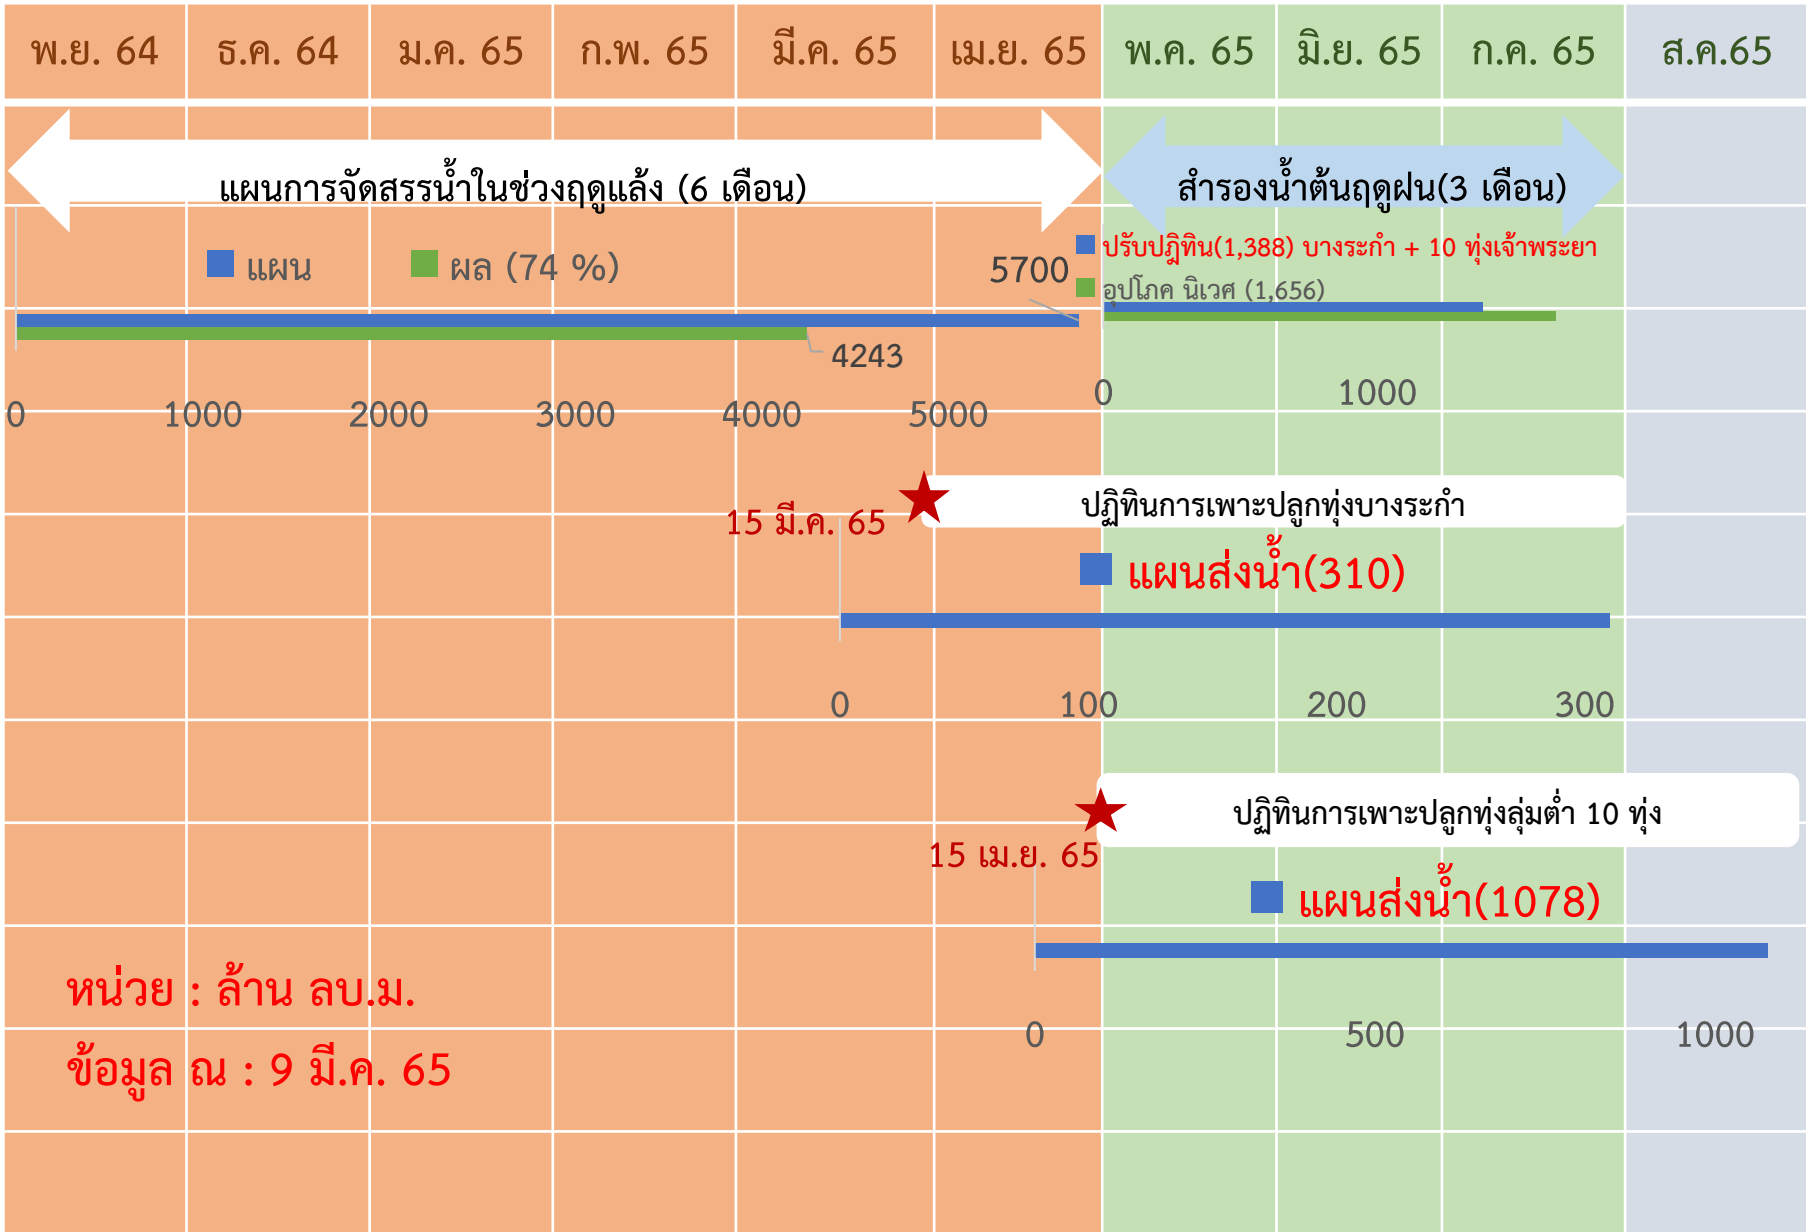 พ.ย. 64 ธ.ค. 64 ม.ค. 65 ก.พ. 65 มี.ค. 65 เม.ย. 65 พ.ค. 65 มิ.ย. 65 ก.ค. 65 ส.ค.65
แผนการจัดสรรน้ำในช่วงฤดูแล้ง (6 เดือน)
สำรองน้ำต้นฤดูฝน(3 เดือน)
แผน ผล (74 %)
5700
4243
0 1000 2000 3000 4000 5000
ปรับปฎิทิน(1,388) บางระกำ + 10 ทุ่งเจ้าพระยา
อุปโภค นิเวศ (1,656)
0 1000
15 มี.ค. 65
ปฏิทินการเพาะปลูกทุ่งบางระกำ
แผนส่งน้ำ(310)
0 100 200 300
15 เม.ย. 65
ปฏิทินการเพาะปลูกทุ่งลุ่มต่ำ 10 ทุ่ง
แผนส่งน้ำ(1078)
0 500 1000
หน่วย : ล้าน ลบ.ม.
ข้อมูล ณ : 9 มี.ค. 65